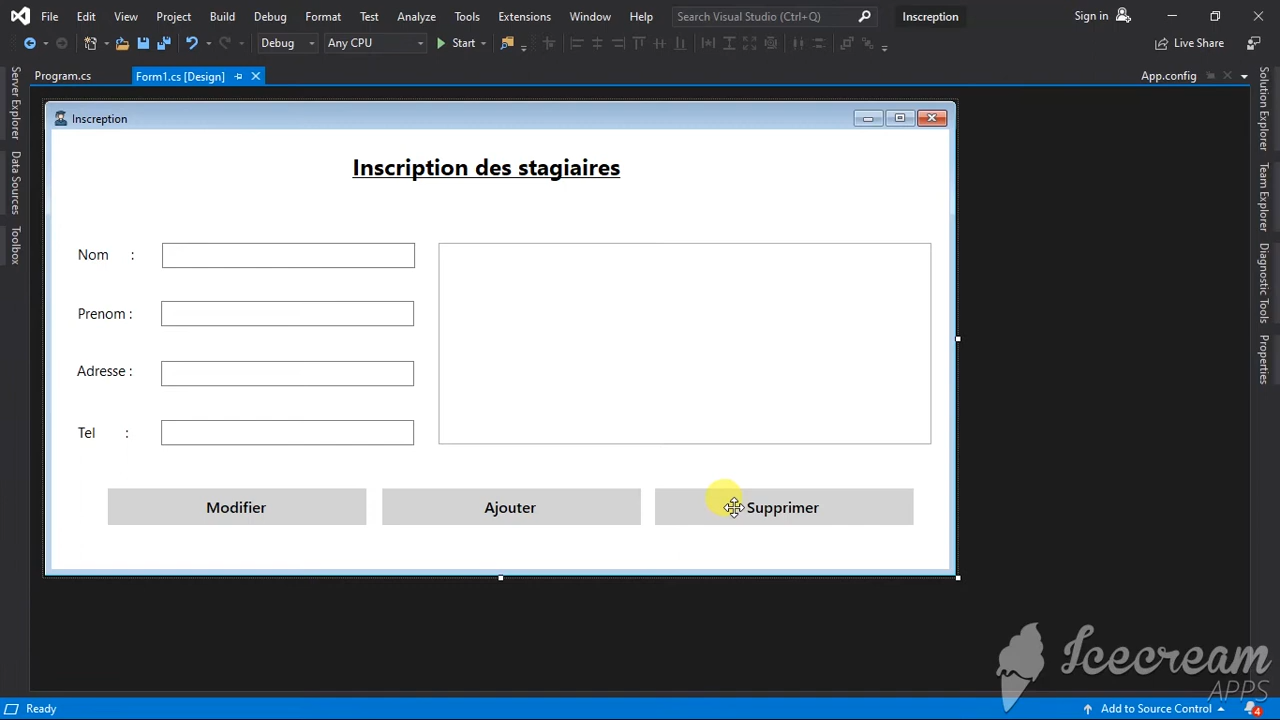 File Edit View Project Build Debug Format Test Analyze Tools Extensions Window Help Search Visual Studio (Ctrl+Q) Inscreption Sign in
Debug Any CPU Start Live Share
Program.cs Form1.cs [Design] App.config
Server Explorer
Data Sources
Toolbox
Inscreption
Inscription des stagiaires
Nom :
Prenom :
Adresse :
Tel :
Modifier Ajouter Supprimer
Solution Explorer
Team Explorer
Diagnostic Tools
Properties
Icecream
APPS
Ready Add to Source Control 4